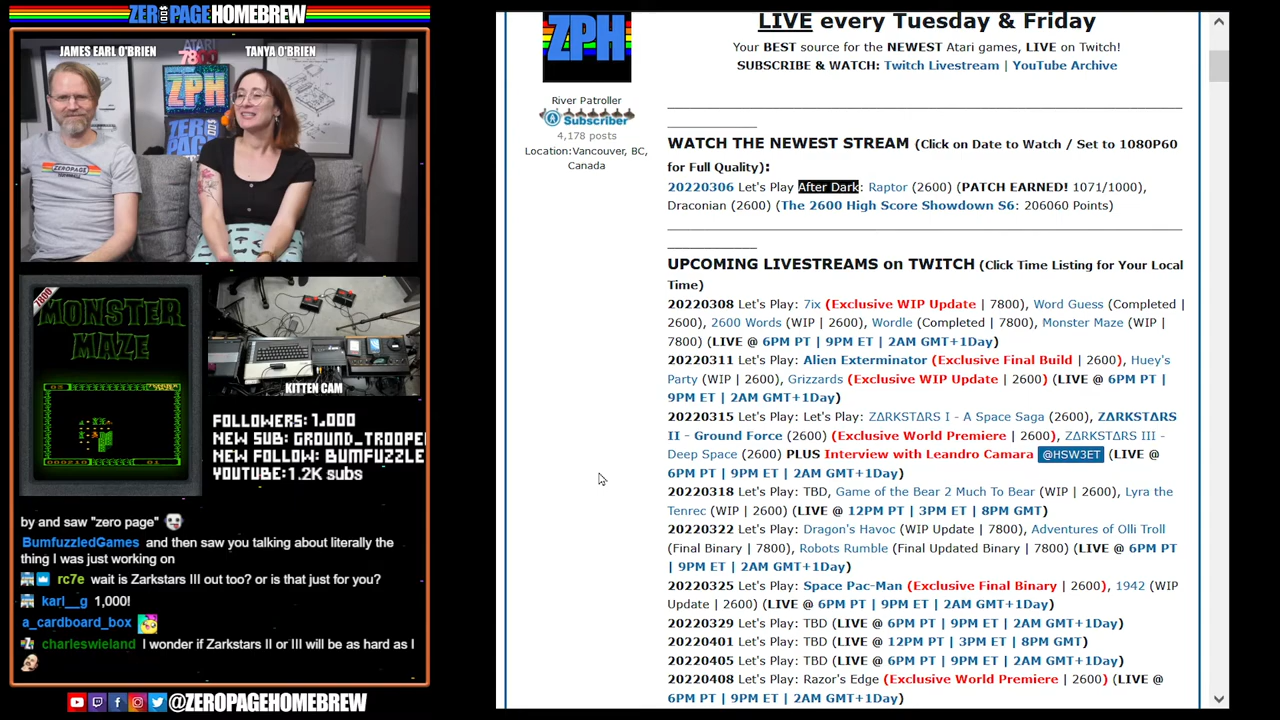 ZERO PAGE HOMEBREW
JAMES EARL O'BRIEN
TANYA O'BRIEN
ATARI
7800
ZPH
ZEROPAGE
7800
MONSTER
MAZE
KITTEN CAM
FOLLOWERS: 1,000
NEW SUB: GROUND_TROOPER
NEW FOLLOW: BUMFUZZLE
YOUTUBE: 1.2K subs
by and saw "zero page"
BumfuzzledGames and then saw you talking about literally the
thing I was just working on
rc7e wait is Zarkstars III out too? or is that just for you?
karl__g 1,000!
a_cardboard_box
charleswieland I wonder if Zarkstars II or III will be as hard as I
@ZEROPAGEHOMEBREW
ZPH
River Patroller
Subscriber
4,178 posts
Location:Vancouver, BC,
Canada
LIVE every Tuesday & Friday
Your BEST source for the NEWEST Atari games, LIVE on Twitch!
SUBSCRIBE & WATCH: Twitch Livestream | YouTube Archive
WATCH THE NEWEST STREAM (Click on Date to Watch / Set to 1080P60
for Full Quality):
20220306 Let's Play After Dark: Raptor (2600) (PATCH EARNED! 1071/1000),
Draconian (2600) (The 2600 High Score Showdown S6: 206060 Points)
UPCOMING LIVESTREAMS on TWITCH (Click Time Listing for Your Local
Time)
20220308 Let's Play: 7ix (Exclusive WIP Update | 7800), Word Guess (Completed |
2600), 2600 Words (WIP | 2600), Wordle (Completed | 7800), Monster Maze (WIP |
7800) (LIVE @ 6PM PT | 9PM ET | 2AM GMT+1Day)
20220311 Let's Play: Alien Exterminator (Exclusive Final Build | 2600), Huey's
Party (WIP | 2600), Grizzards (Exclusive WIP Update | 2600) (LIVE @ 6PM PT |
9PM ET | 2AM GMT+1Day)
20220315 Let's Play: Let's Play: ZΔRKSTΔRS I - A Space Saga (2600), ZΔRKSTΔRS
II - Ground Force (2600) (Exclusive World Premiere | 2600), ZΔRKSTΔRS III -
Deep Space (2600) PLUS Interview with Leandro Camara @HSW3ET (LIVE @
6PM PT | 9PM ET | 2AM GMT+1Day)
20220318 Let's Play: TBD, Game of the Bear 2 Much To Bear (WIP | 2600), Lyra the
Tenrec (WIP | 2600) (LIVE @ 12PM PT | 3PM ET | 8PM GMT)
20220322 Let's Play: Dragon's Havoc (WIP Update | 7800), Adventures of Olli Troll
(Final Binary | 7800), Robots Rumble (Final Updated Binary | 7800) (LIVE @ 6PM PT
| 9PM ET | 2AM GMT+1Day)
20220325 Let's Play: Space Pac-Man (Exclusive Final Binary | 2600), 1942 (WIP
Update | 2600) (LIVE @ 6PM PT | 9PM ET | 2AM GMT+1Day)
20220329 Let's Play: TBD (LIVE @ 6PM PT | 9PM ET | 2AM GMT+1Day)
20220401 Let's Play: TBD (LIVE @ 12PM PT | 3PM ET | 8PM GMT)
20220405 Let's Play: TBD (LIVE @ 6PM PT | 9PM ET | 2AM GMT+1Day)
20220408 Let's Play: Razor's Edge (Exclusive World Premiere | 2600) (LIVE @
6PM PT | 9PM ET | 2AM GMT+1Day)